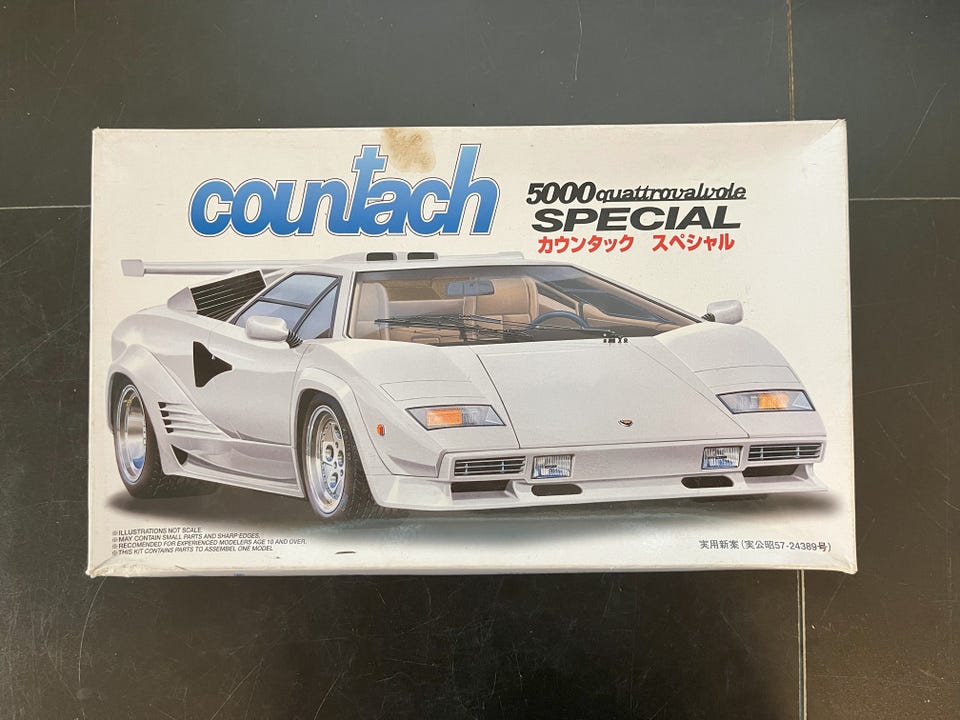 countach
5000 quattrovalvole
SPECIAL
カウンタック スペシャル
※ILLUSTRATIONS NOT SCALE.
※MAY CONTAIN SMALL PARTS AND SHARP EDGES.
※RECOMENDED FOR EXPERIENCED MODELERS AGE 10 AND OVER.
※THIS KIT CONTAINS PARTS TO ASSEMBEL ONE MODEL
実用新案(実公昭57-24389号)